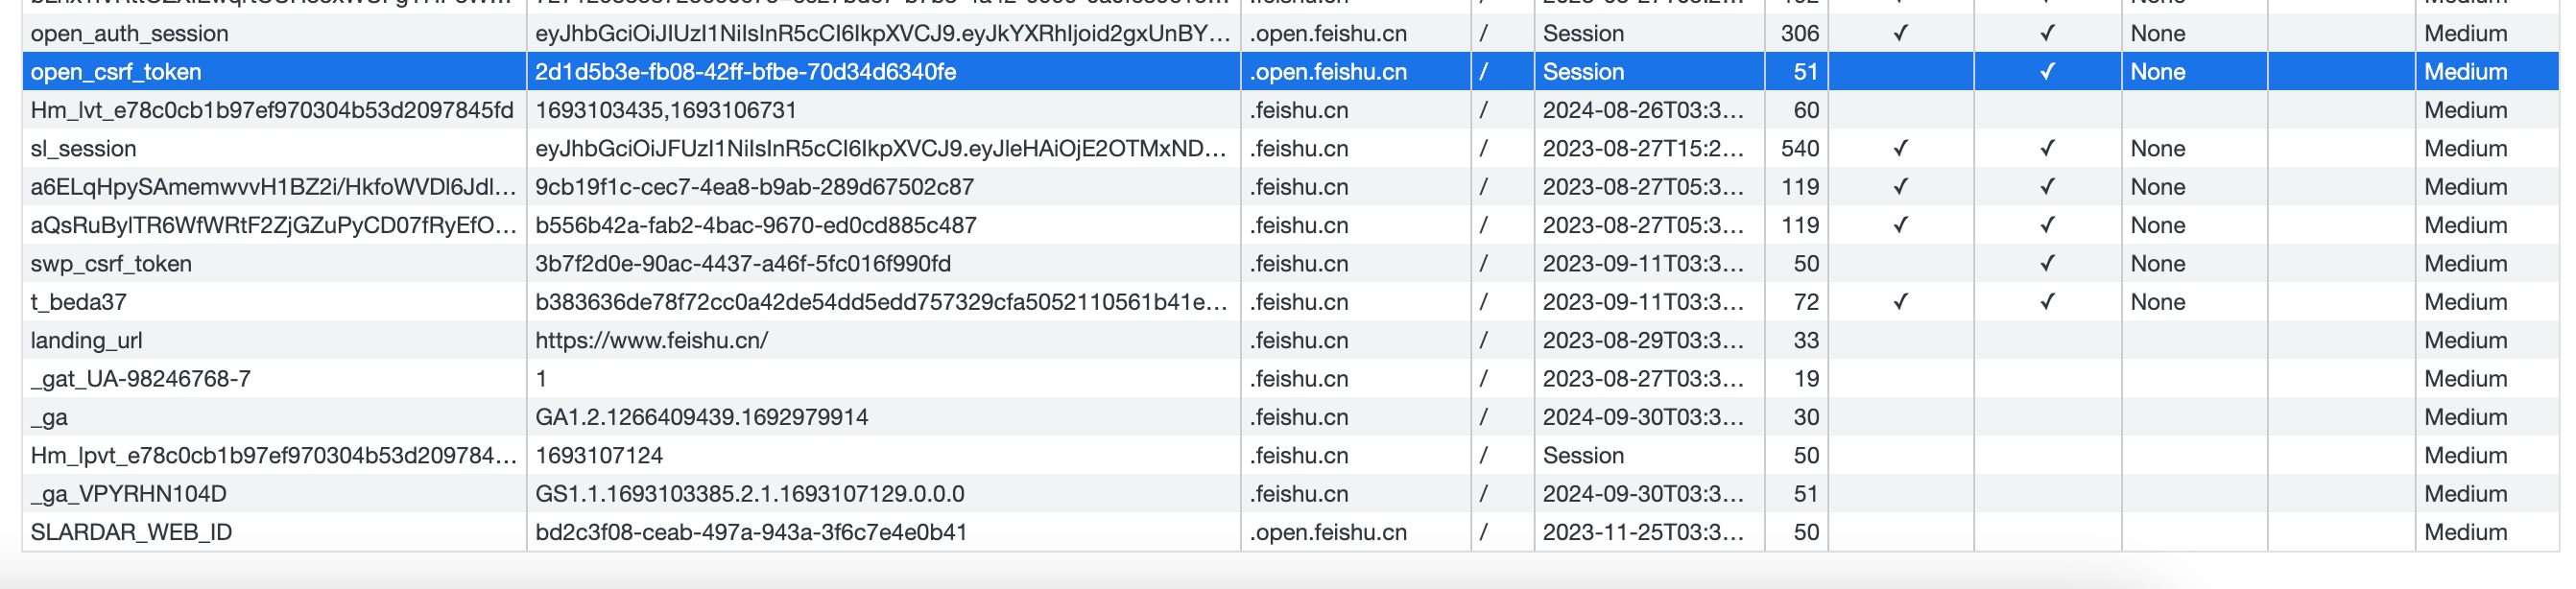 open_auth_session eyJhbGciOiJIUzI1NiIsInR5cCI6IkpXVCJ9.eyJkYXRhIjoid2gxUnBY... .open.feishu.cn / Session 306 ✓ ✓ None Medium
open_csrf_token 2d1d5b3e-fb08-42ff-bfbe-70d34d6340fe .open.feishu.cn / Session 51 ✓ None Medium
Hm_lvt_e78c0cb1b97ef970304b53d2097845fd 1693103435,1693106731 .feishu.cn / 2024-08-26T03:3... 60 Medium
sl_session eyJhbGciOiJFUzI1NiIsInR5cCI6IkpXVCJ9.eyJleHAiOjE2OTMxND... .feishu.cn / 2023-08-27T15:2... 540 ✓ ✓ None Medium
a6ELqHpySAmemwvvH1BZ2i/HkfoWVDl6Jdl... 9cb19f1c-cec7-4ea8-b9ab-289d67502c87 .feishu.cn / 2023-08-27T05:3... 119 ✓ ✓ None Medium
aQsRuBylTR6WfWRtF2ZjGZuPyCD07fRyEfO... b556b42a-fab2-4bac-9670-ed0cd885c487 .feishu.cn / 2023-08-27T05:3... 119 ✓ ✓ None Medium
swp_csrf_token 3b7f2d0e-90ac-4437-a46f-5fc016f990fd .feishu.cn / 2023-09-11T03:3... 50 ✓ None Medium
t_beda37 b383636de78f72cc0a42de54dd5edd757329cfa5052110561b41e... .feishu.cn / 2023-09-11T03:3... 72 ✓ ✓ None Medium
landing_url https://www.feishu.cn/ .feishu.cn / 2023-08-29T03:3... 33 Medium
_gat_UA-98246768-7 1 .feishu.cn / 2023-08-27T03:3... 19 Medium
_ga GA1.2.1266409439.1692979914 .feishu.cn / 2024-09-30T03:3... 30 Medium
Hm_lpvt_e78c0cb1b97ef970304b53d209784... 1693107124 .feishu.cn / Session 50 Medium
_ga_VPYRHN104D GS1.1.1693103385.2.1.1693107129.0.0.0 .feishu.cn / 2024-09-30T03:3... 51 Medium
SLARDAR_WEB_ID bd2c3f08-ceab-497a-943a-3f6c7e4e0b41 .open.feishu.cn / 2023-11-25T03:3... 50 Medium